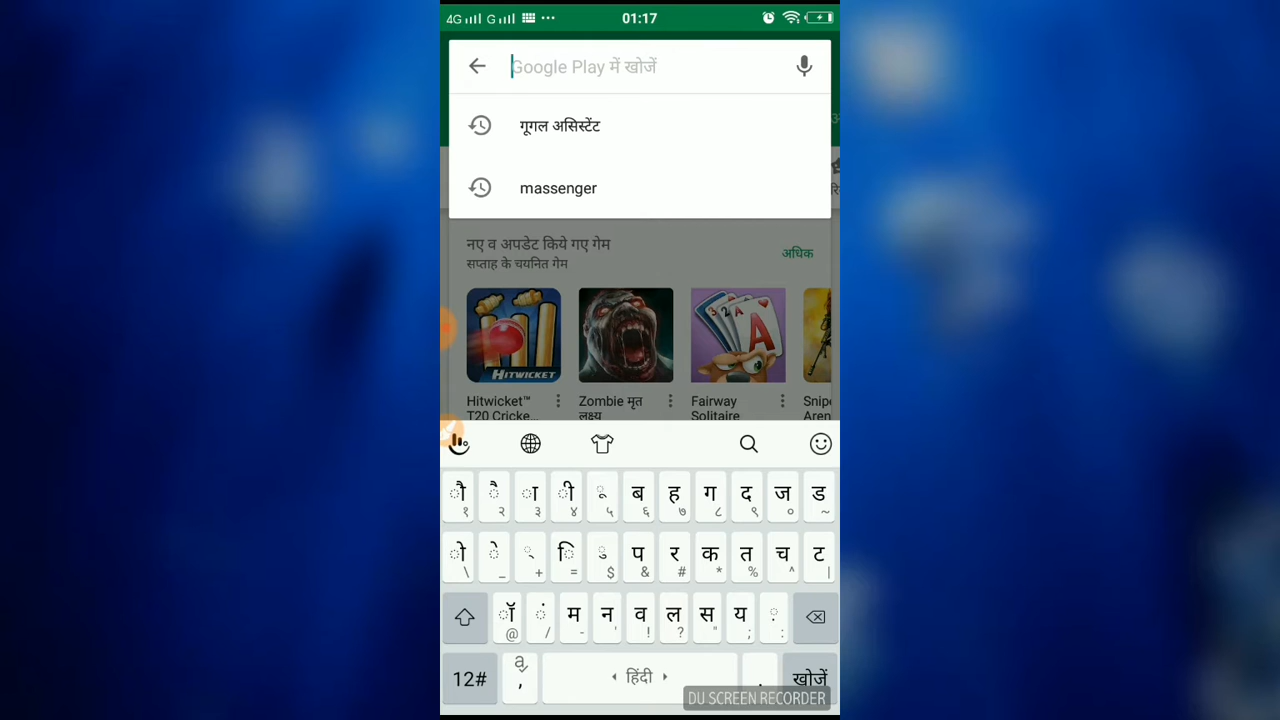 4G G 01:17
Google Play में खोजें
गूगल असिस्टेंट
massenger
नए व अपडेट किये गए गेम
सप्ताह के चयनित गेम
अधिक
HITWICKET
Hitwicket™ T20 Cricke...
Zombie मृत लक्ष्य
Fairway Solitaire
Snipe Aren
ौ १ ै २ ा ३ ी ४ ू ५ ब ६ ह ७ ग ८ द ९ ज ० ड ~
ो \ े _ ् + ि = ु $ प & र # क * त % च ^ ट |
ॉ @ ं / म - न ' व ! ल ? स " य ; ़ :
12# , हिंदी . खोजें
DU SCREEN RECORDER